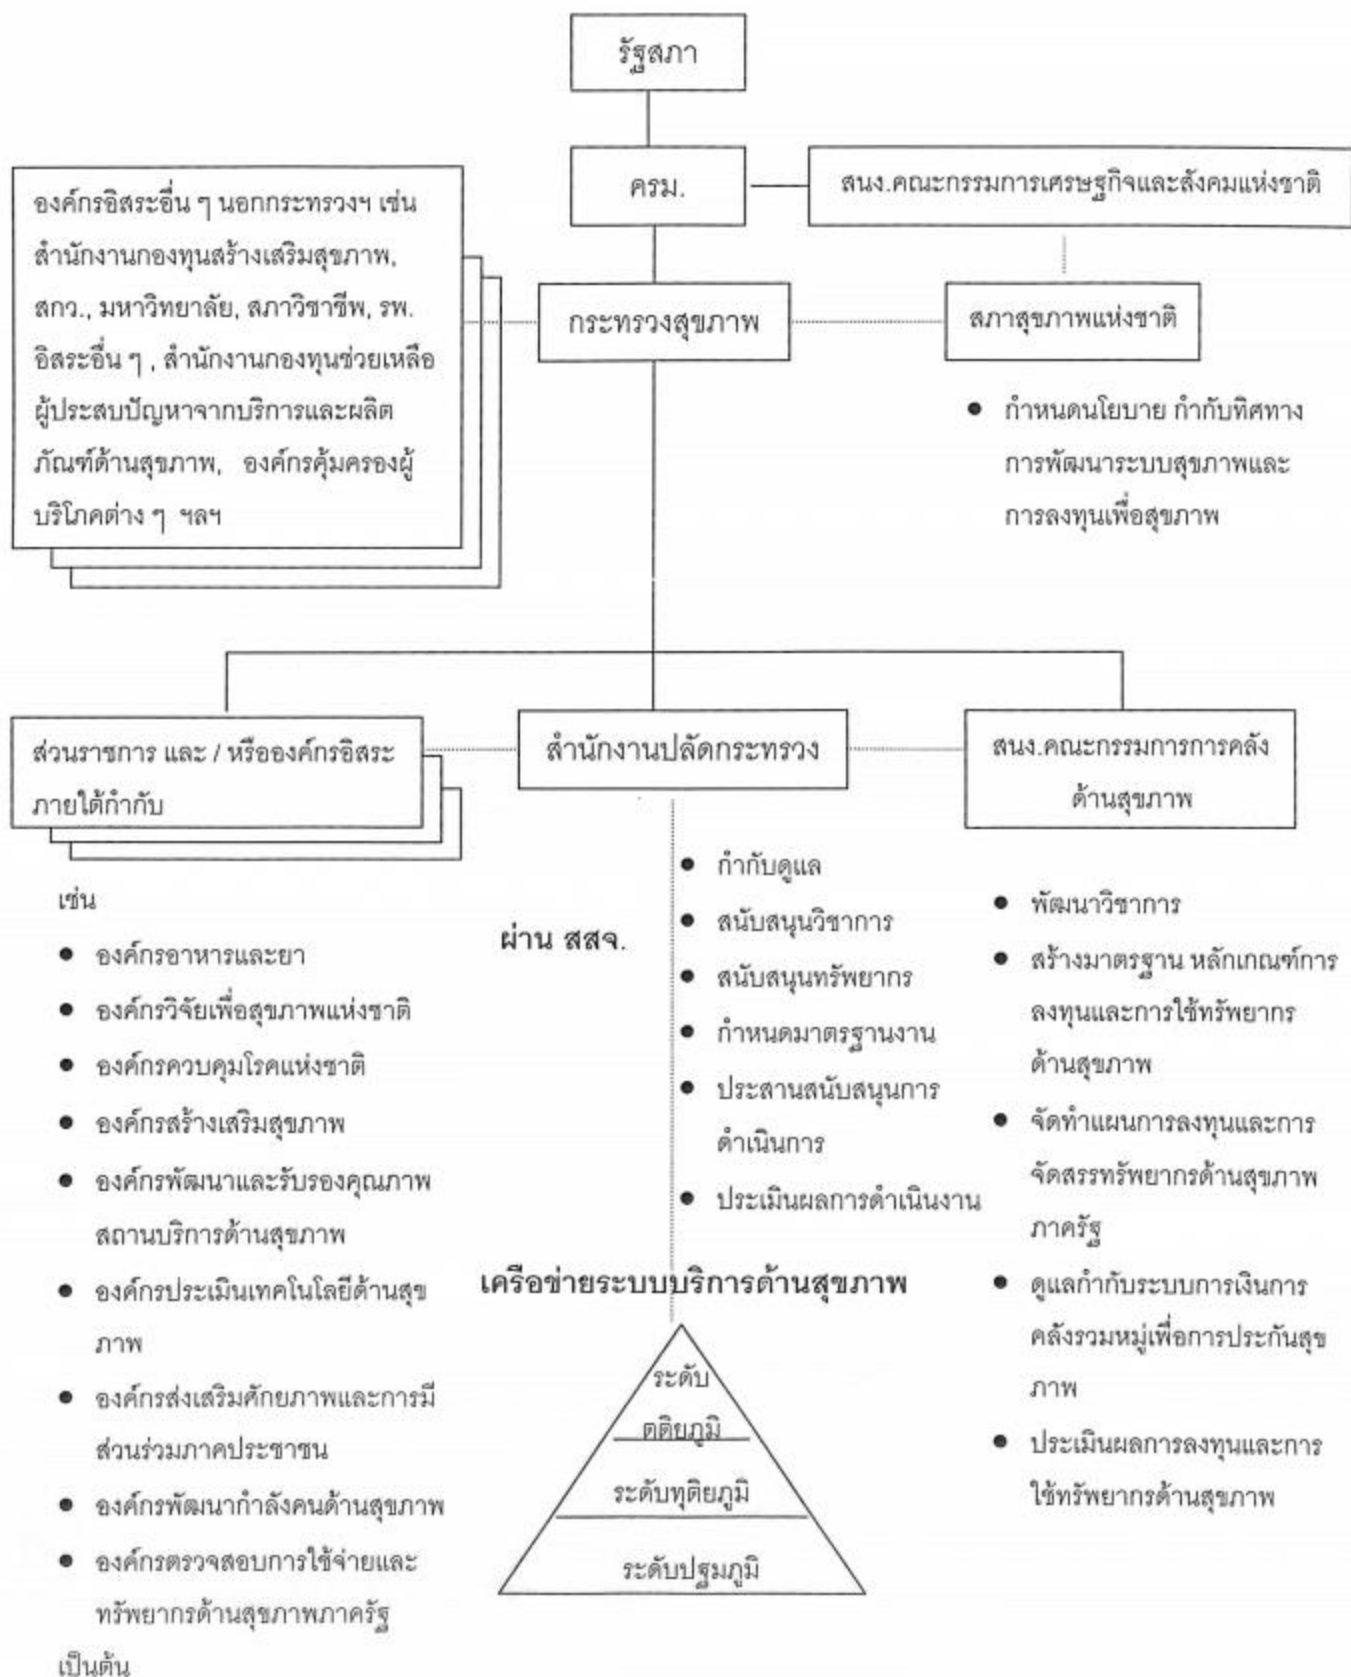 รัฐสภา
ครม.
สนง.คณะกรรมการเศรษฐกิจและสังคมแห่งชาติ
องค์กรอิสระอื่น ๆ นอกกระทรวงฯ เช่น
สำนักงานกองทุนสร้างเสริมสุขภาพ,
สกว., มหาวิทยาลัย, สภาวิชาชีพ, รพ.
อิสระอื่น ๆ , สำนักงานกองทุนช่วยเหลือ
ผู้ประสบปัญหาจากบริการและผลิต
ภัณฑ์ด้านสุขภาพ, องค์กรคุ้มครองผู้
บริโภคต่าง ๆ ฯลฯ
กระทรวงสุขภาพ
สภาสุขภาพแห่งชาติ
● กำหนดนโยบาย กำกับทิศทาง
การพัฒนาระบบสุขภาพและ
การลงทุนเพื่อสุขภาพ
ส่วนราชการ และ / หรือองค์กรอิสระ
ภายใต้กำกับ
สำนักงานปลัดกระทรวง
สนง.คณะกรรมการการคลัง
ด้านสุขภาพ
เช่น
● องค์กรอาหารและยา
● องค์กรวิจัยเพื่อสุขภาพแห่งชาติ
● องค์กรควบคุมโรคแห่งชาติ
● องค์กรสร้างเสริมสุขภาพ
● องค์กรพัฒนาและรับรองคุณภาพ
สถานบริการด้านสุขภาพ
● องค์กรประเมินเทคโนโลยีด้านสุข
ภาพ
● องค์กรส่งเสริมศักยภาพและการมี
ส่วนร่วมภาคประชาชน
● องค์กรพัฒนากำลังคนด้านสุขภาพ
● องค์กรตรวจสอบการใช้จ่ายและ
ทรัพยากรด้านสุขภาพภาครัฐ
เป็นต้น
ผ่าน สสจ.
● กำกับดูแล
● สนับสนุนวิชาการ
● สนับสนุนทรัพยากร
● กำหนดมาตรฐานงาน
● ประสานสนับสนุนการ
ดำเนินการ
● ประเมินผลการดำเนินงาน
เครือข่ายระบบบริการด้านสุขภาพ
ระดับ
ตติยภูมิ
ระดับทุติยภูมิ
ระดับปฐมภูมิ
● พัฒนาวิชาการ
● สร้างมาตรฐาน หลักเกณฑ์การ
ลงทุนและการใช้ทรัพยากร
ด้านสุขภาพ
● จัดทำแผนการลงทุนและการ
จัดสรรทรัพยากรด้านสุขภาพ
ภาครัฐ
● ดูแลกำกับระบบการเงินการ
คลังรวมหมู่เพื่อการประกันสุข
ภาพ
● ประเมินผลการลงทุนและการ
ใช้ทรัพยากรด้านสุขภาพ